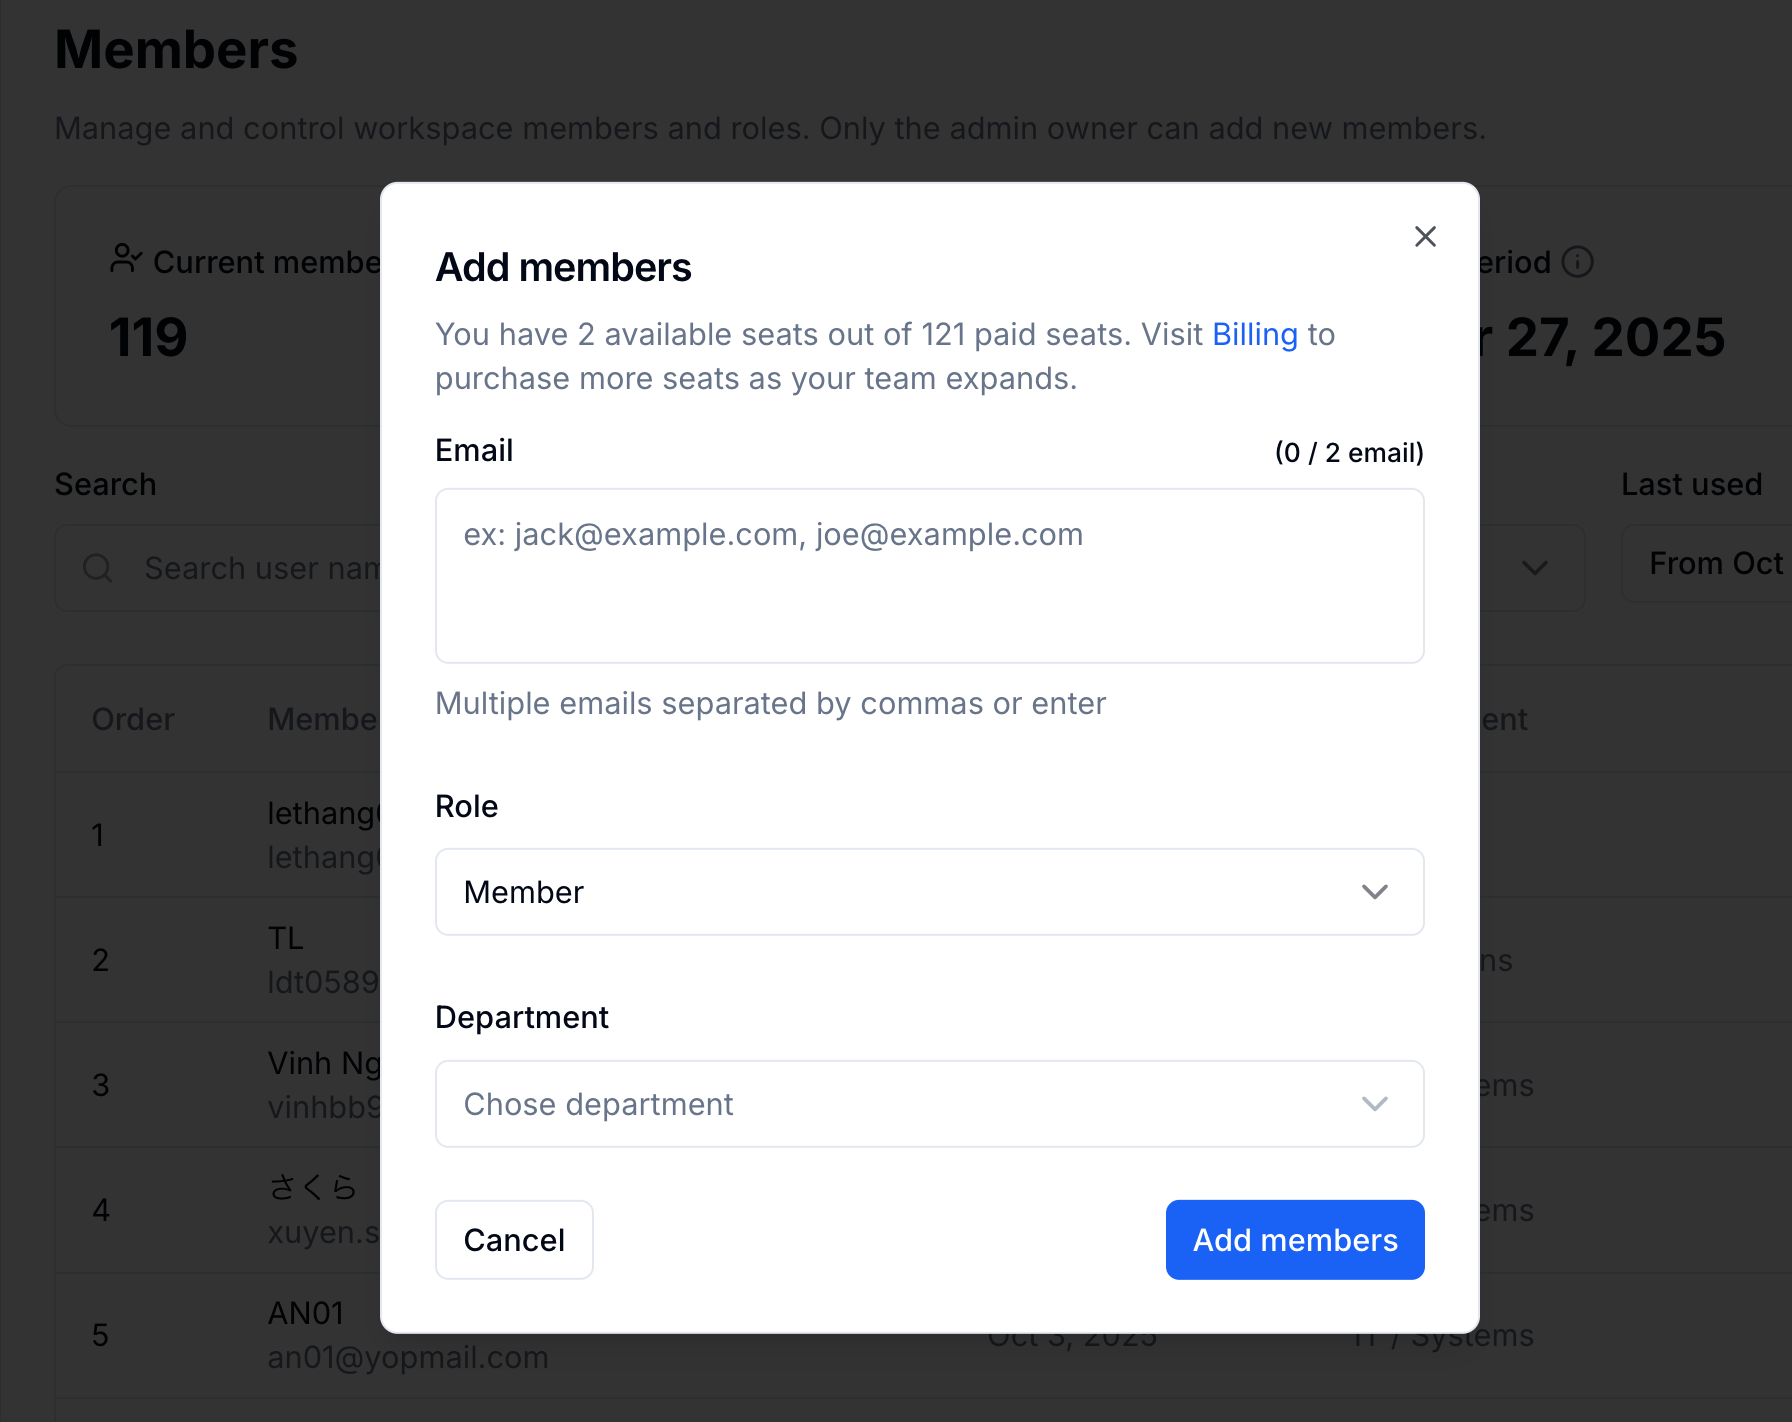 Members
Manage and control workspace members and roles. Only the admin owner can add new members.
Current membe
119
eriod
r 27, 2025
Add members
You have 2 available seats out of 121 paid seats. Visit Billing to
purchase more seats as your team expands.
Email
(0 / 2 email)
ex: jack@example.com, joe@example.com
Multiple emails separated by commas or enter
Role
Member
Department
Chose department
Cancel
Add members
Search
Search user nam
Last used
From Oct
Order
Membe
ent
1
lethang
lethang
2
TL
ldt0589
ns
3
Vinh Ng
vinhbb9
ems
4
さくら
xuyen.s
ems
5
AN01
an01@yopmail.com
Oct 3, 2025
IT / Systems